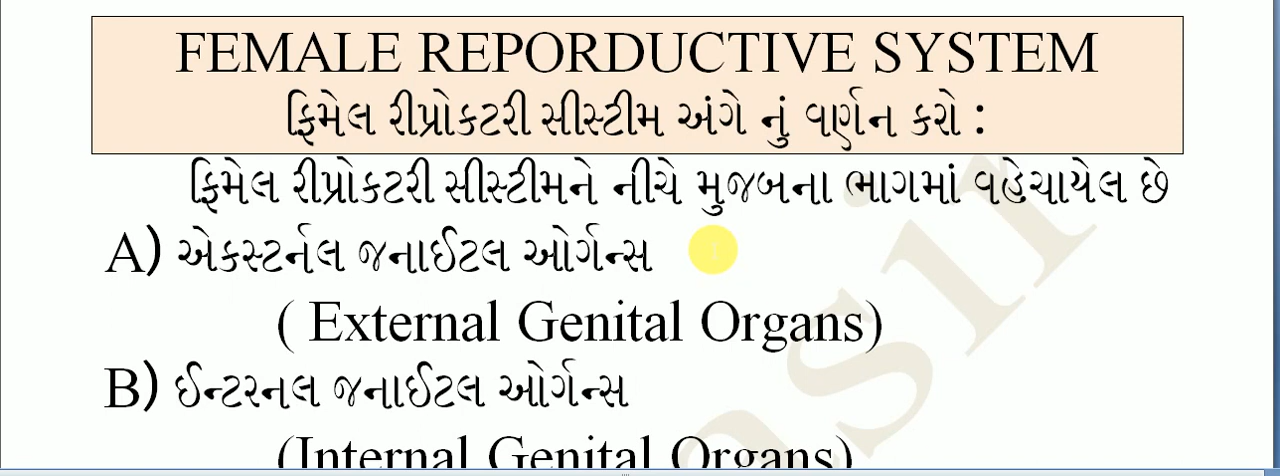 FEMALE REPORDUCTIVE SYSTEM
ફિમેલ રીપ્રોકટરી સીસ્ટીમ અંગે નું વર્ણન કરો :
ફિમેલ રીપ્રોકટરી સીસ્ટીમને નીચે મુજબના ભાગમાં વહેચાયેલ છે
A) એકસ્ટર્નલ જનાઈટલ ઓર્ગન્સ
( External Genital Organs)
B) ઈન્ટરનલ જનાઈટલ ઓર્ગન્સ
(Internal Genital Organs)